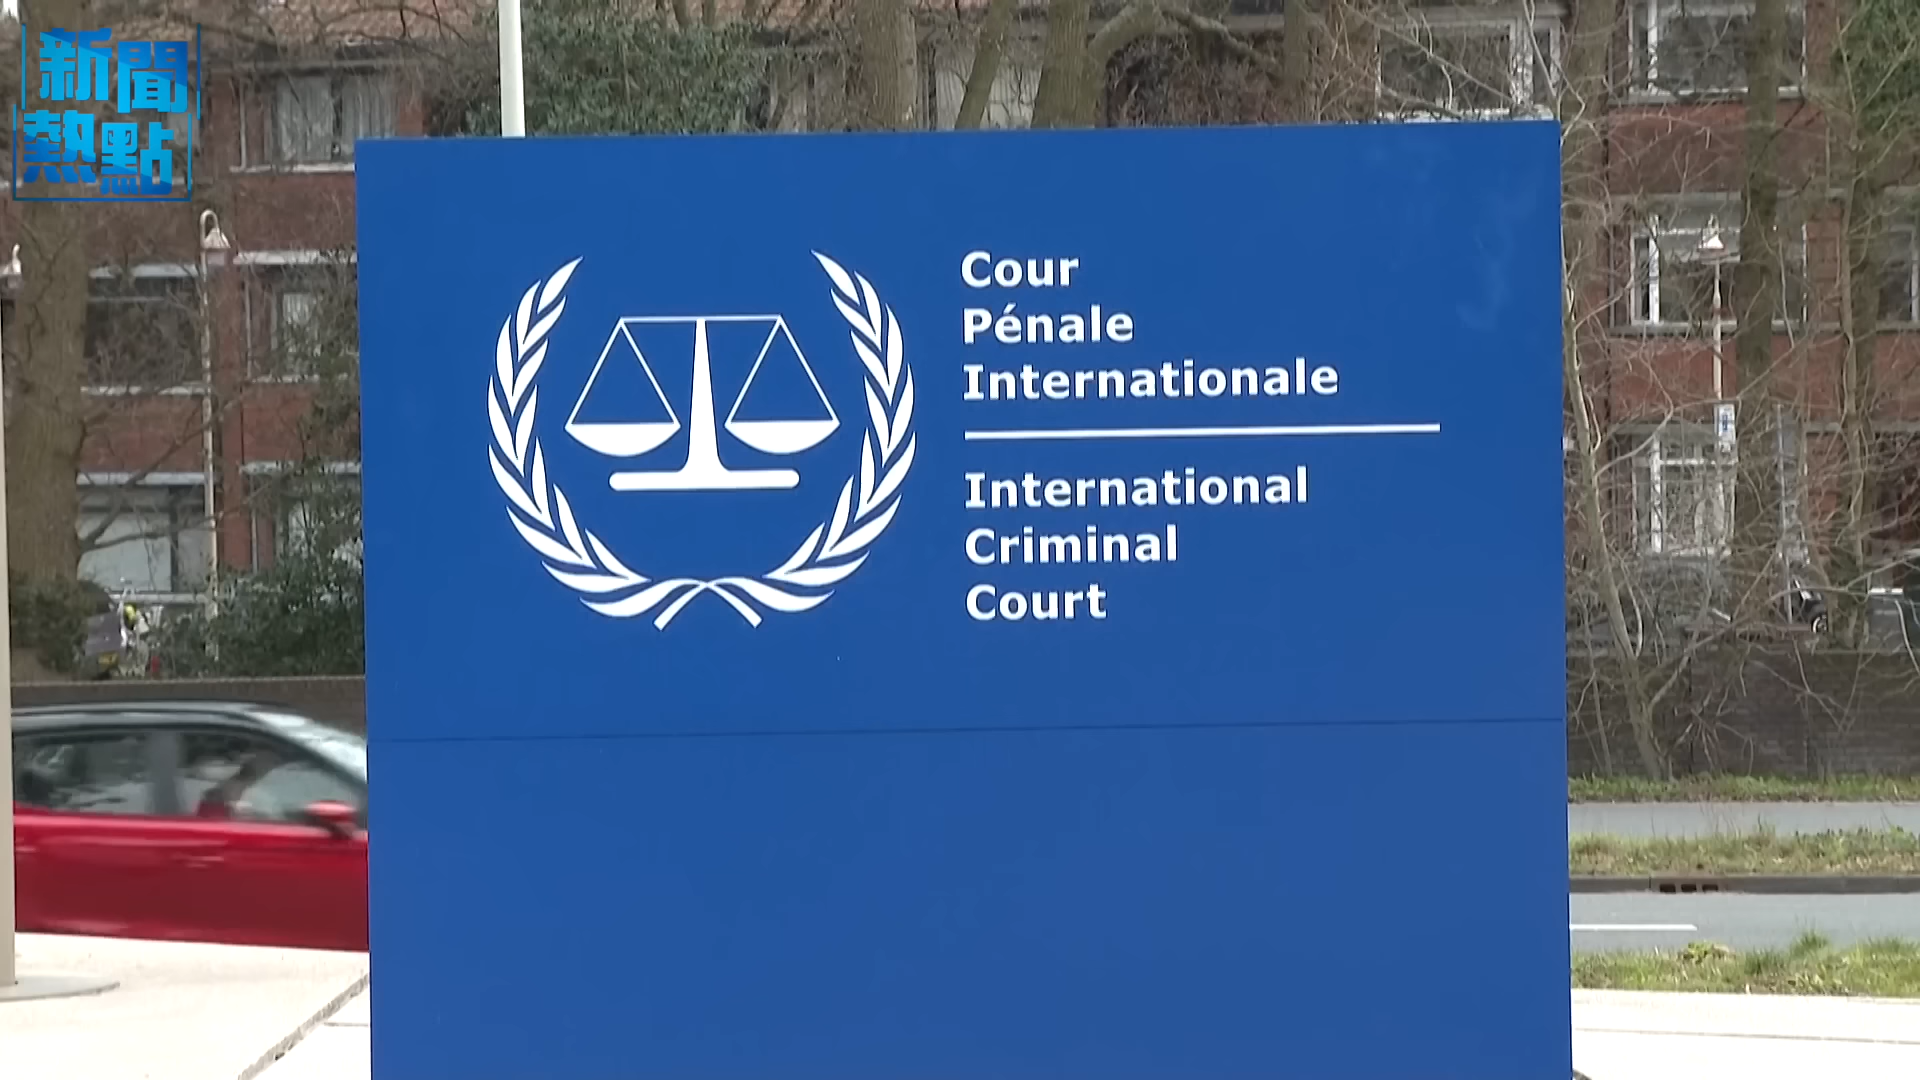 新聞
熱點
Cour
Pénale
Internationale
International
Criminal
Court